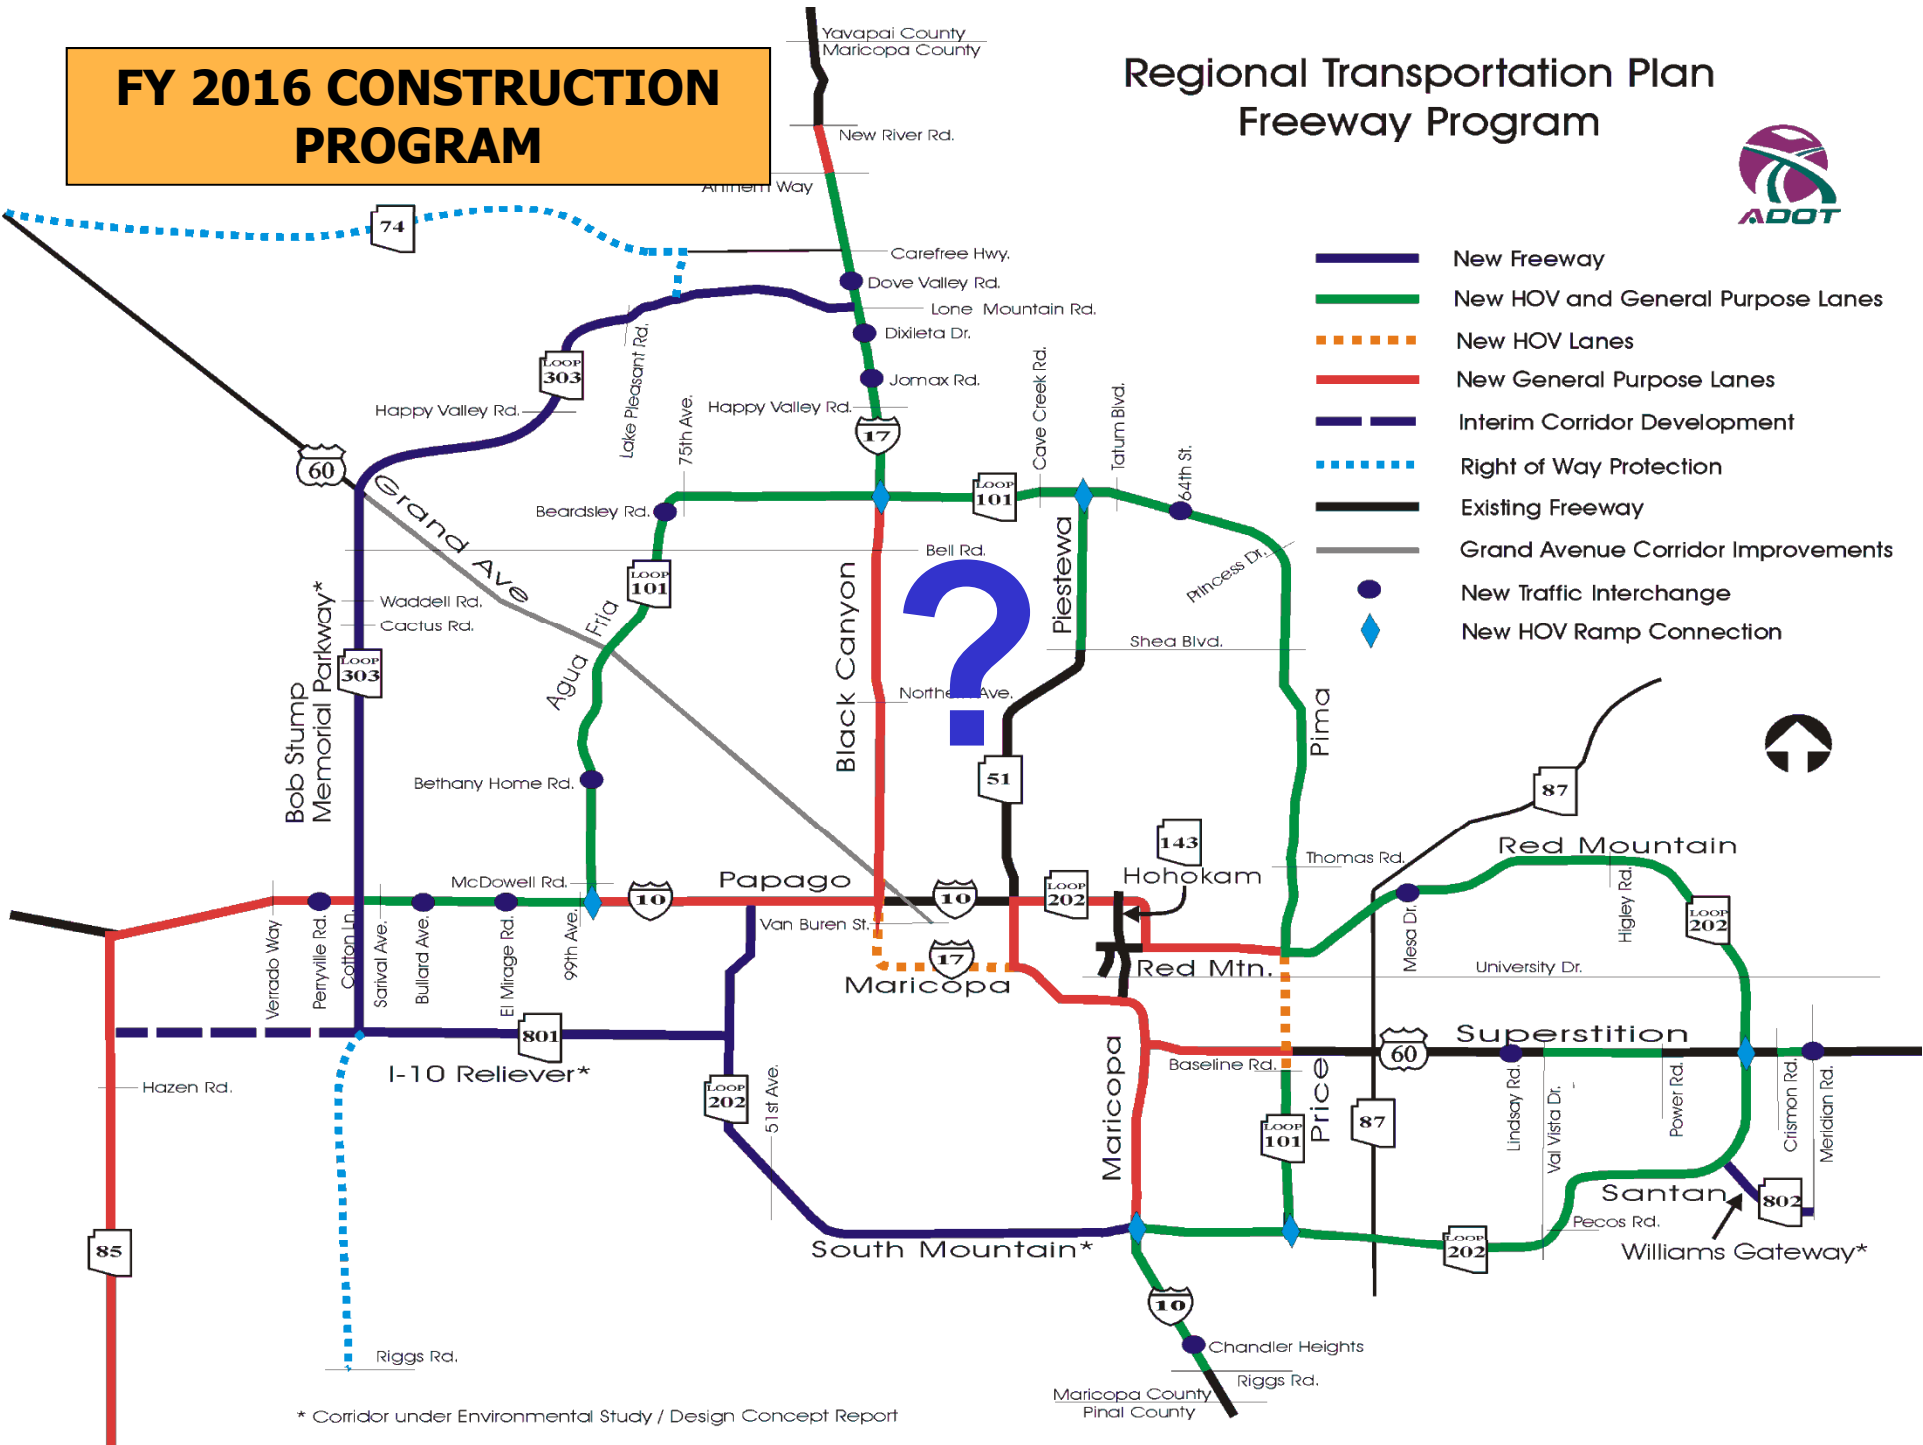 FY 2016 CONSTRUCTION
PROGRAM
Regional Transportation Plan
Freeway Program
ADOT
Yavapai County
Maricopa County
New River Rd.
Anthem Way
74
Carefree Hwy.
Dove Valley Rd.
Lone Mountain Rd.
Dixileta Dr.
Jomax Rd.
Happy Valley Rd.
Lake Pleasant Rd.
LOOP
303
Happy Valley Rd.
75th Ave.
17
Cave Creek Rd.
Tatum Blvd.
64th St.
60
Grand Ave
Beardsley Rd.
LOOP
101
Bell Rd.
Princess Dr.
New Freeway
New HOV and General Purpose Lanes
New HOV Lanes
New General Purpose Lanes
Interim Corridor Development
Right of Way Protection
Existing Freeway
Grand Avenue Corridor Improvements
New Traffic Interchange
New HOV Ramp Connection
LOOP
101
Agua Fria
Waddell Rd.
Cactus Rd.
LOOP
303
Bob Stump
Memorial Parkway*
Black Canyon
?
Piestewa
Shea Blvd.
Northern Ave.
Pima
51
Bethany Home Rd.
87
143
Hohokam
Thomas Rd.
Red Mountain
Higley Rd.
LOOP
202
McDowell Rd.
Papago
10
10
LOOP
202
Van Buren St.
17
Maricopa
Red Mtn.
Mesa Dr.
University Dr.
Verrado Way
Perryville Rd.
Cotton Ln.
Sarival Ave.
Bullard Ave.
El Mirage Rd.
99th Ave.
801
I-10 Reliever*
Hazen Rd.
LOOP
202
51st Ave.
Maricopa
Baseline Rd.
Price
LOOP
101
60
Superstition
87
Lindsay Rd.
Val Vista Dr.
Power Rd.
Crismon Rd.
Meridian Rd.
Santan
802
Pecos Rd.
Williams Gateway*
LOOP
202
85
South Mountain*
10
Chandler Heights
Riggs Rd.
Riggs Rd.
Maricopa County
Pinal County
* Corridor under Environmental Study / Design Concept Report